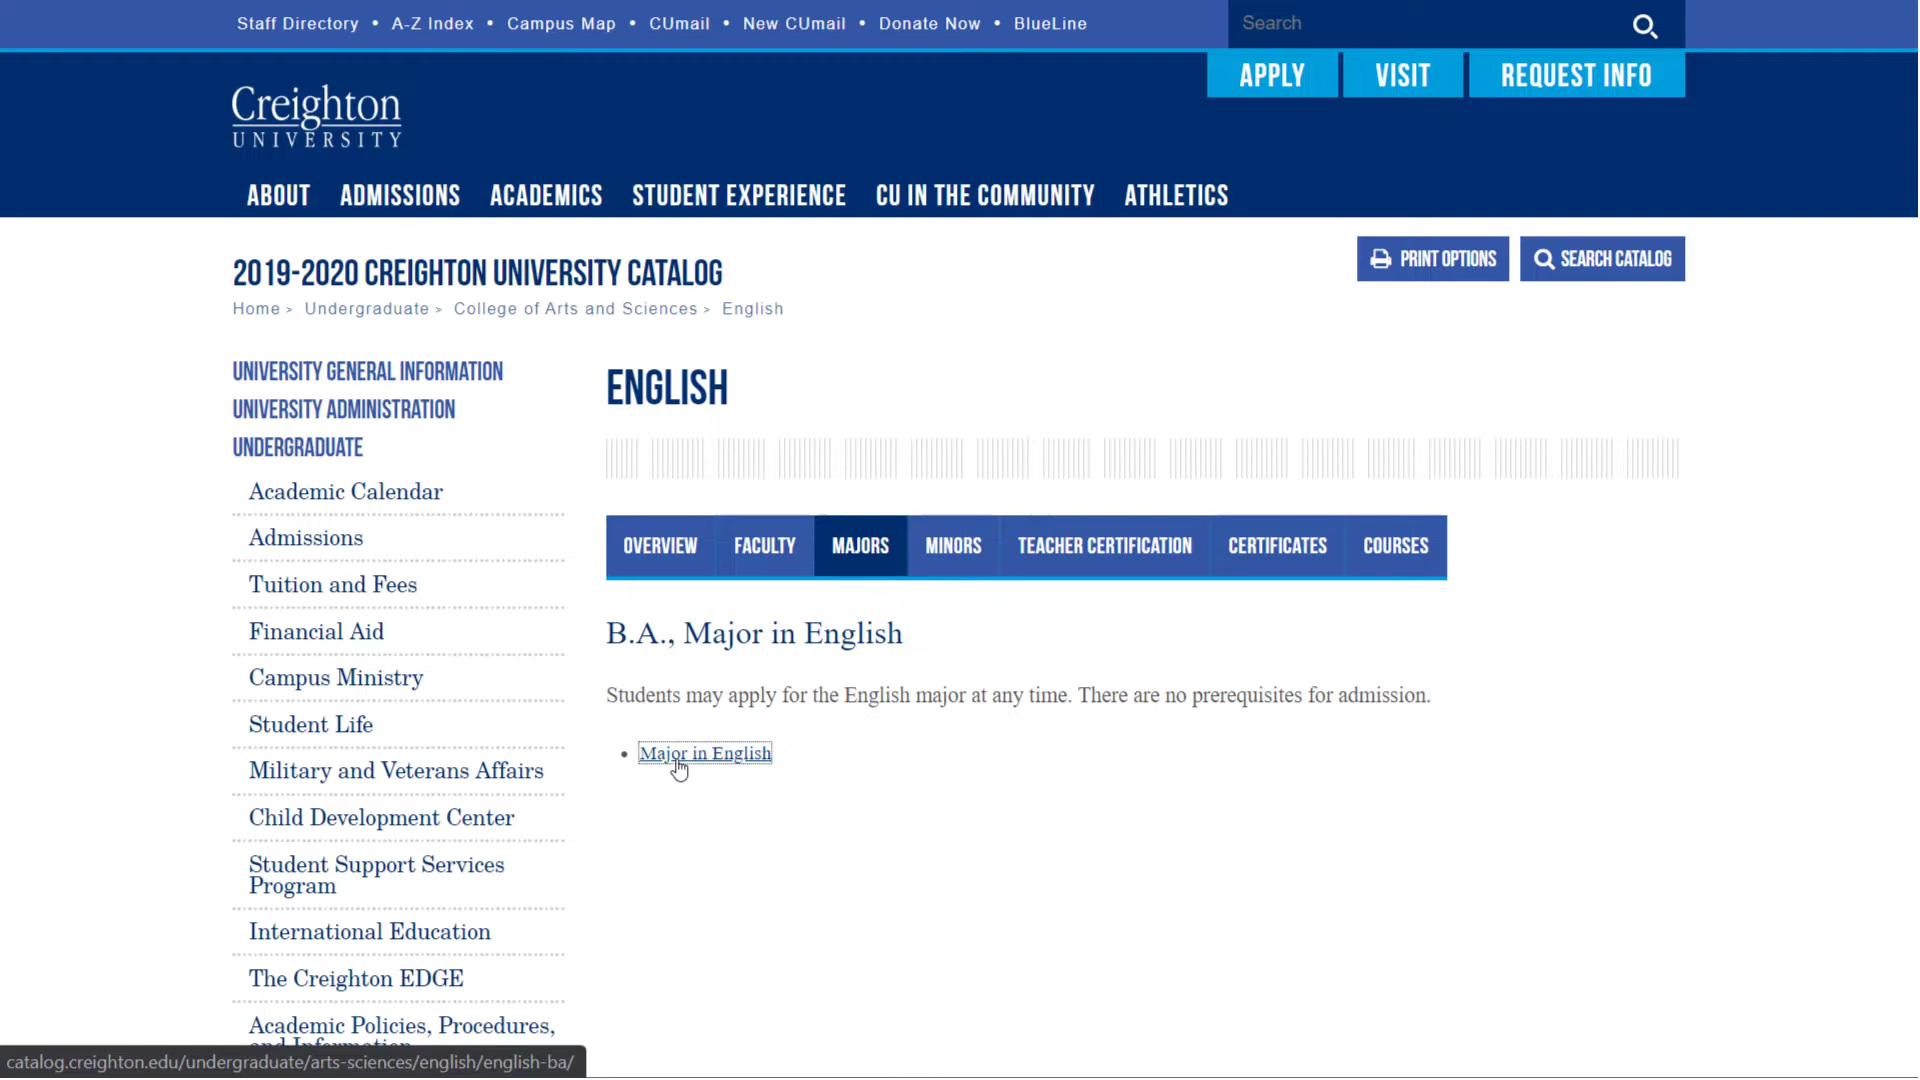 Staff Directory • A-Z Index • Campus Map • CUmail • New CUmail • Donate Now • BlueLine
Search
APPLY
VISIT
REQUEST INFO
Creighton
UNIVERSITY
ABOUT ADMISSIONS ACADEMICS STUDENT EXPERIENCE CU IN THE COMMUNITY ATHLETICS
2019-2020 CREIGHTON UNIVERSITY CATALOG
PRINT OPTIONS
SEARCH CATALOG
Home > Undergraduate > College of Arts and Sciences > English
UNIVERSITY GENERAL INFORMATION
UNIVERSITY ADMINISTRATION
UNDERGRADUATE
Academic Calendar
Admissions
Tuition and Fees
Financial Aid
Campus Ministry
Student Life
Military and Veterans Affairs
Child Development Center
Student Support Services
Program
International Education
The Creighton EDGE
Academic Policies, Procedures,
and Information
ENGLISH
OVERVIEW FACULTY MAJORS MINORS TEACHER CERTIFICATION CERTIFICATES COURSES
B.A., Major in English
Students may apply for the English major at any time. There are no prerequisites for admission.
• Major in English
catalog.creighton.edu/undergraduate/arts-sciences/english/english-ba/